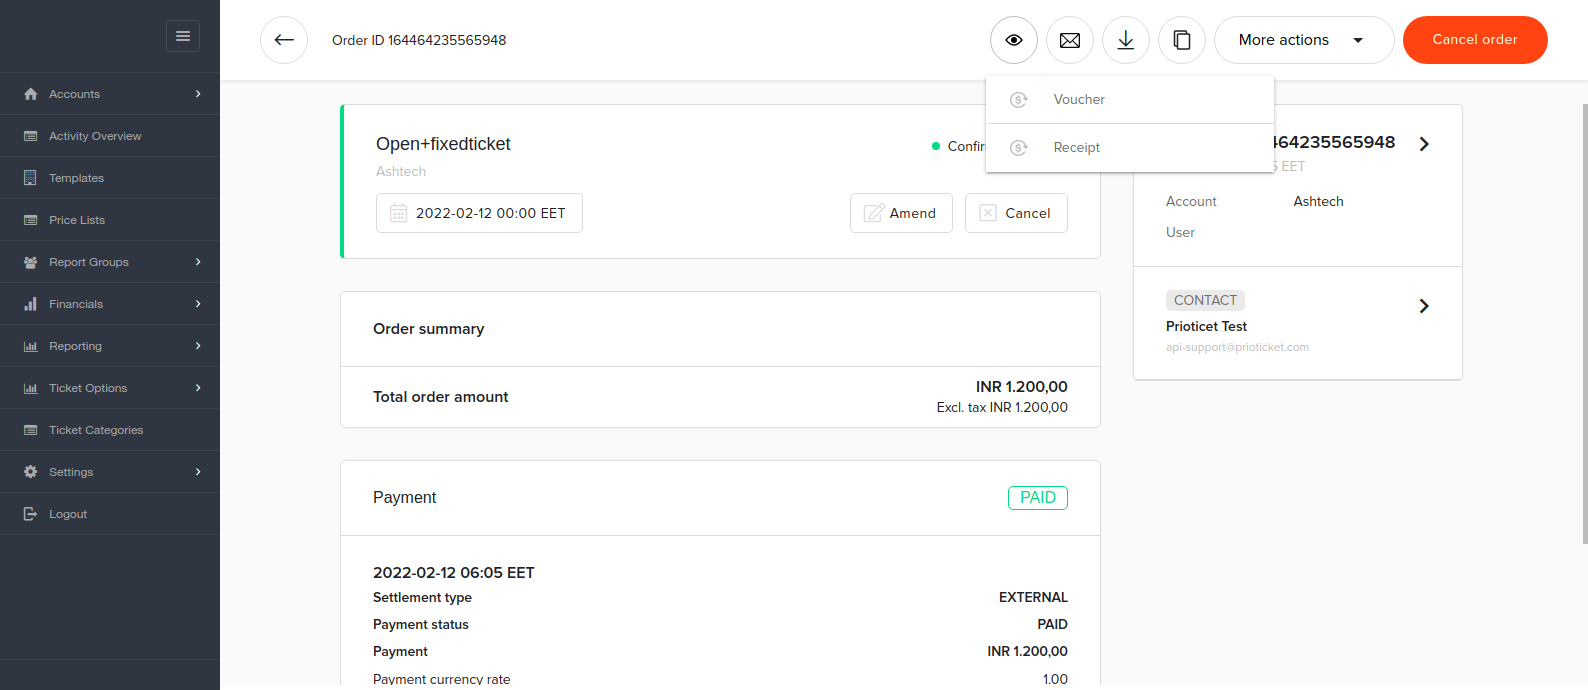 Order ID 164464235565948
More actions
Cancel order
Voucher
Receipt
Accounts
Activity Overview
Templates
Price Lists
Report Groups
Financials
Reporting
Ticket Options
Ticket Categories
Settings
Logout
Open+fixedticket
Ashtech
2022-02-12 00:00 EET
Amend
Cancel
464235565948
EET
Account
Ashtech
User
CONTACT
Prioticet Test
api-support@prioticket.com
Order summary
Total order amount
INR 1.200,00
Excl. tax INR 1.200,00
Payment
PAID
2022-02-12 06:05 EET
Settlement type
EXTERNAL
Payment status
PAID
Payment
INR 1.200,00
Payment currency rate
1.00